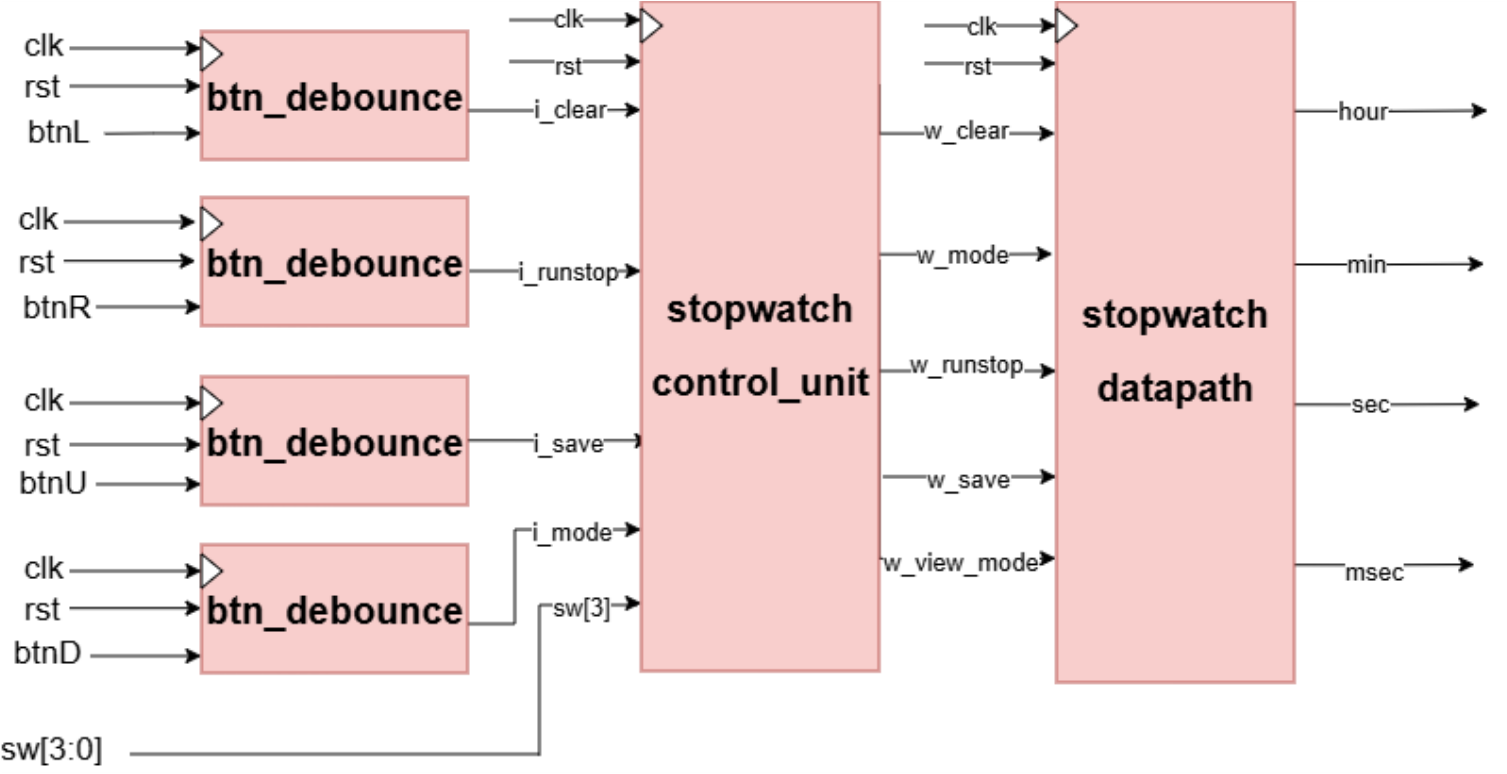 clk
rst
btnL
btn_debounce
i_clear
clk
rst
btnR
btn_debounce
i_runstop
clk
rst
btnU
btn_debounce
i_save
clk
rst
btnD
btn_debounce
i_mode
sw[3:0]
sw[3]
clk
rst
stopwatch
control_unit
w_clear
w_mode
w_runstop
w_save
w_view_mode
clk
rst
stopwatch
datapath
hour
min
sec
msec